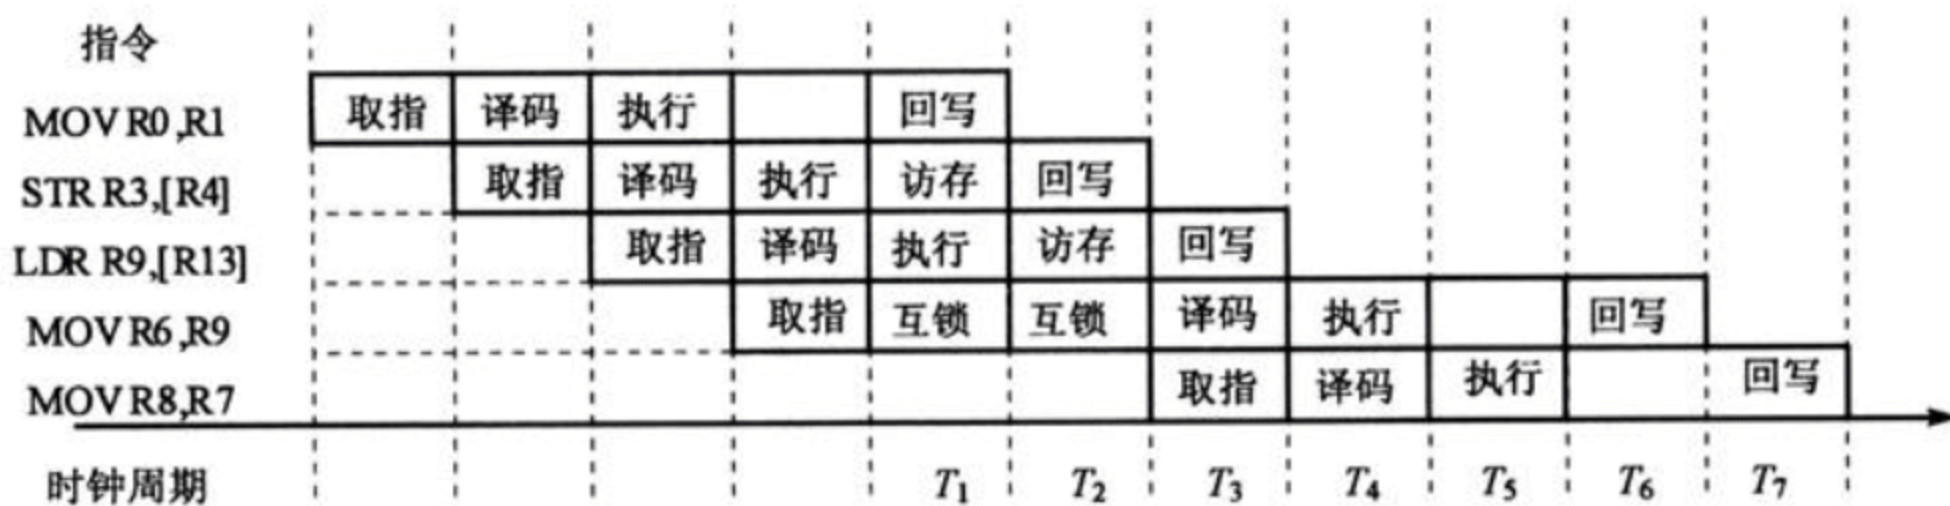 指令
MOV R0,R1 取指 译码 执行 回写
STR R3,[R4] 取指 译码 执行 访存 回写
LDR R9,[R13] 取指 译码 执行 访存 回写
MOV R6,R9 取指 互锁 互锁 译码 执行 回写
MOV R8,R7 取指 译码 执行 回写
时钟周期 T1 T2 T3 T4 T5 T6 T7